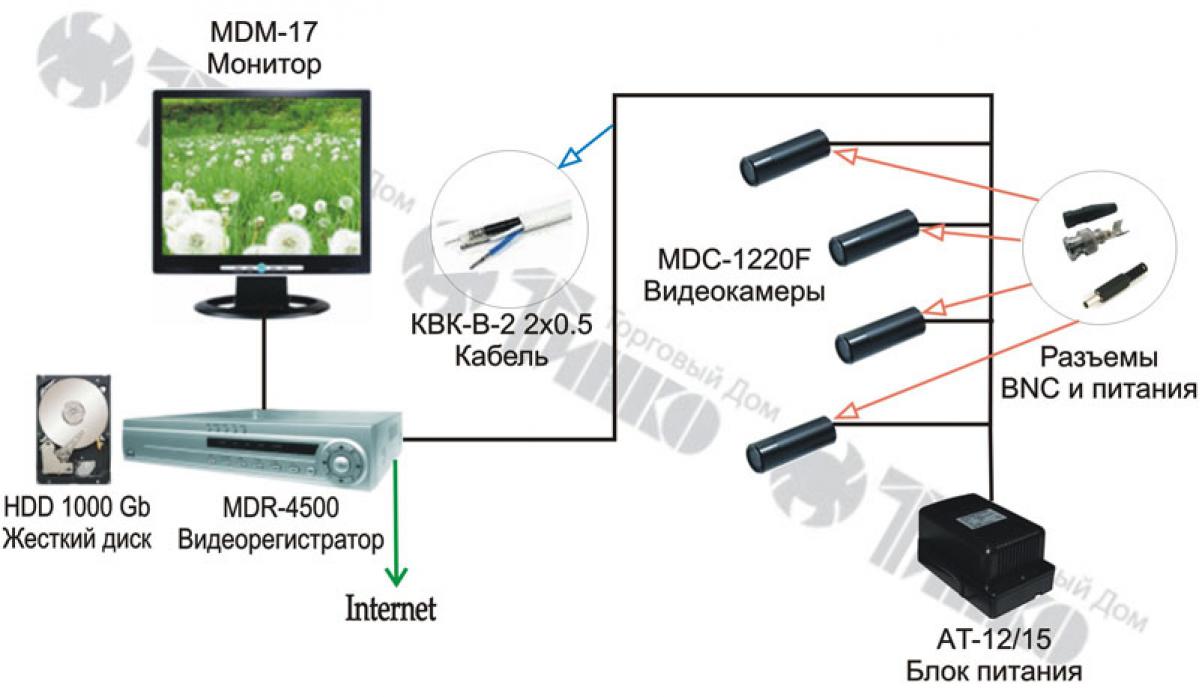 MDM-17
Монитор
КВК-В-2 2x0.5
Кабель
MDC-1220F
Видеокамеры
Разъемы
BNC и питания
HDD 1000 Gb
Жесткий диск
MDR-4500
Видеорегистратор
Internet
AT-12/15
Блок питания
Торговый Дом
ТИНКО